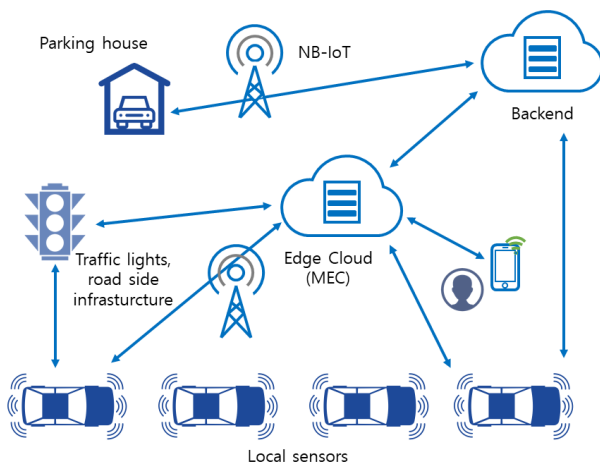 Parking house
NB-IoT
Backend
Traffic lights,
road side
infrasturcture
Edge Cloud
(MEC)
Local sensors